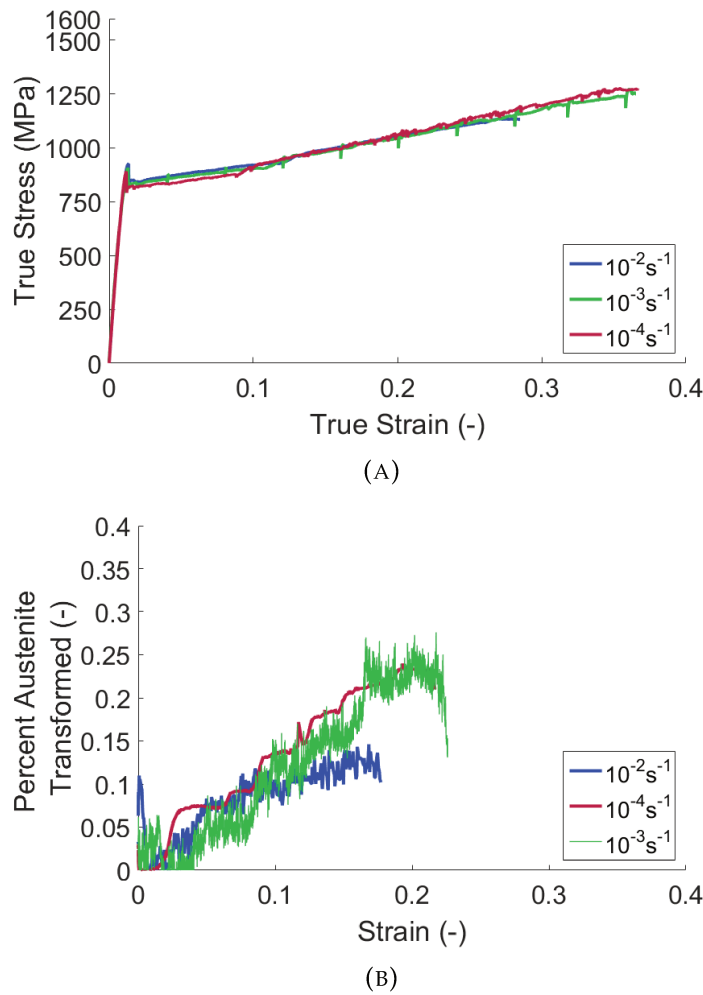 1600
1500
1250
1000
750
500
250
0
True Stress (MPa)
10-2s-1
10-3s-1
10-4s-1
0 0.1 0.2 0.3 0.4
True Strain (-)
(A)
0.4
0.35
0.3
0.25
0.2
0.15
0.1
0.05
0
Percent Austenite
Transformed (-)
10-2s-1
10-4s-1
10-3s-1
0 0.1 0.2 0.3 0.4
Strain (-)
(B)